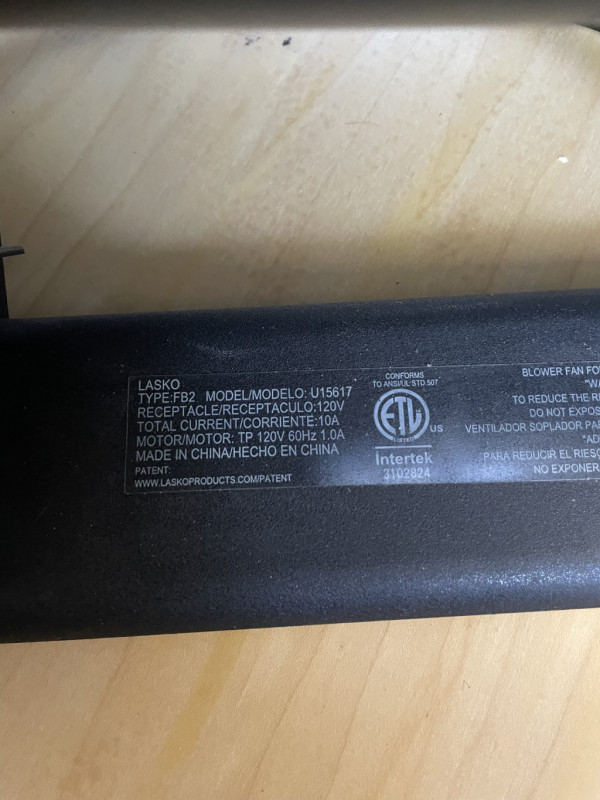 LASKO
TYPE:FB2 MODEL/MODELO: U15617
RECEPTACLE/RECEPTACULO:120V
TOTAL CURRENT/CORRIENTE:10A
MOTOR/MOTOR: TP 120V 60Hz 1.0A
MADE IN CHINA/HECHO EN CHINA
PATENT:
WWW.LASKOPRODUCTS.COM/PATENT
CONFORMS
TO ANSI/UL STD.507
ETL
LISTED
US
Intertek
3102824
BLOWER FAN FO
"WA
TO REDUCE THE RI
DO NOT EXPOS
VENTILADOR SOPLADOR PAR
"AD
PARA REDUCIR EL RIESG
NO EXPONER